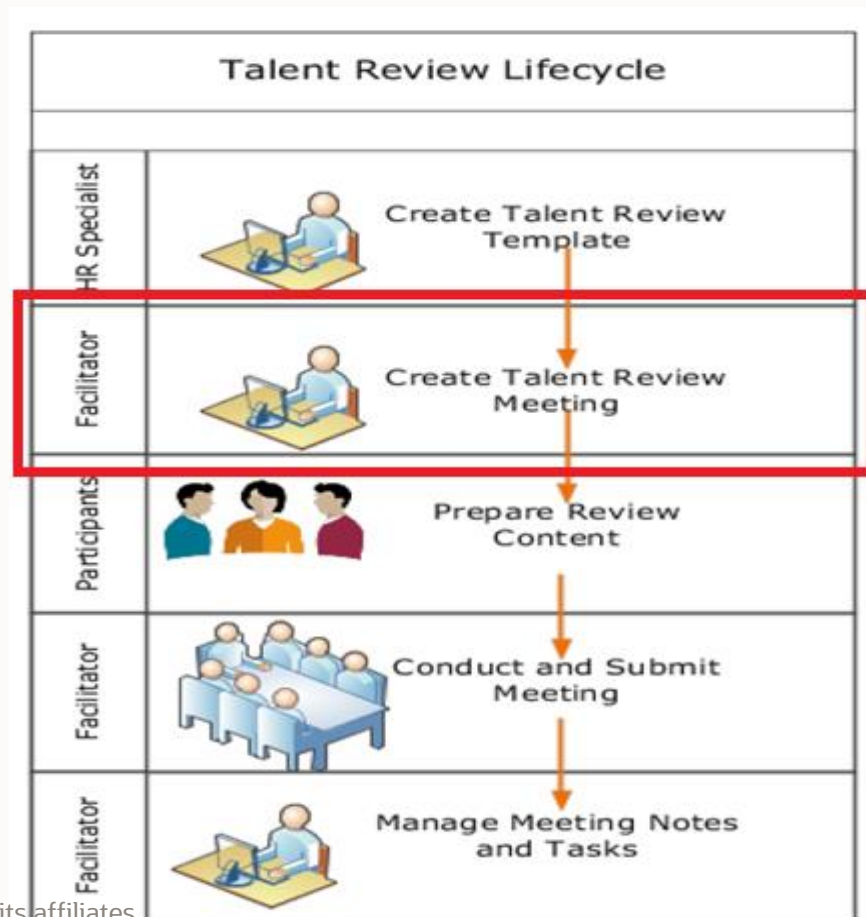 Talent Review Lifecycle
HR Specialist
Create Talent Review
Template
Facilitator
Create Talent Review
Meeting
Participants
Prepare Review
Content
Facilitator
Conduct and Submit
Meeting
Facilitator
Manage Meeting Notes
and Tasks
its affiliates